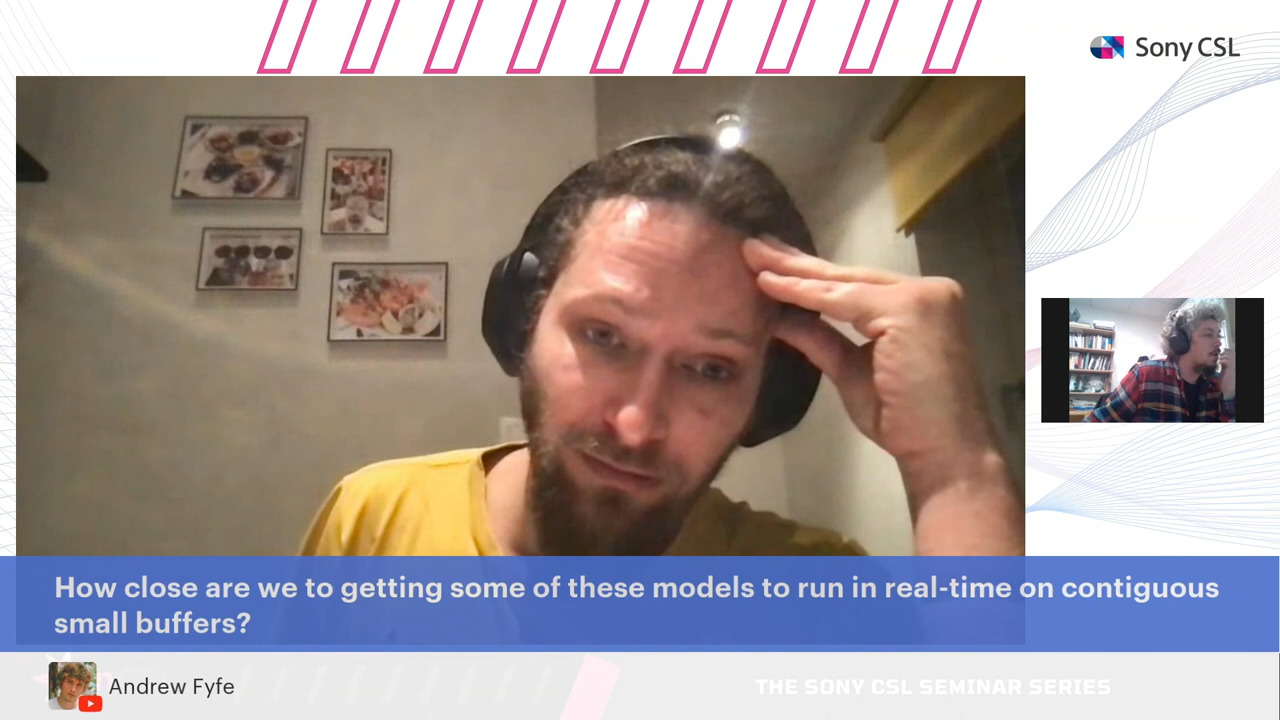 Sony CSL
How close are we to getting some of these models to run in real-time on contiguous
small buffers?
Andrew Fyfe
THE SONY CSL SEMINAR SERIES